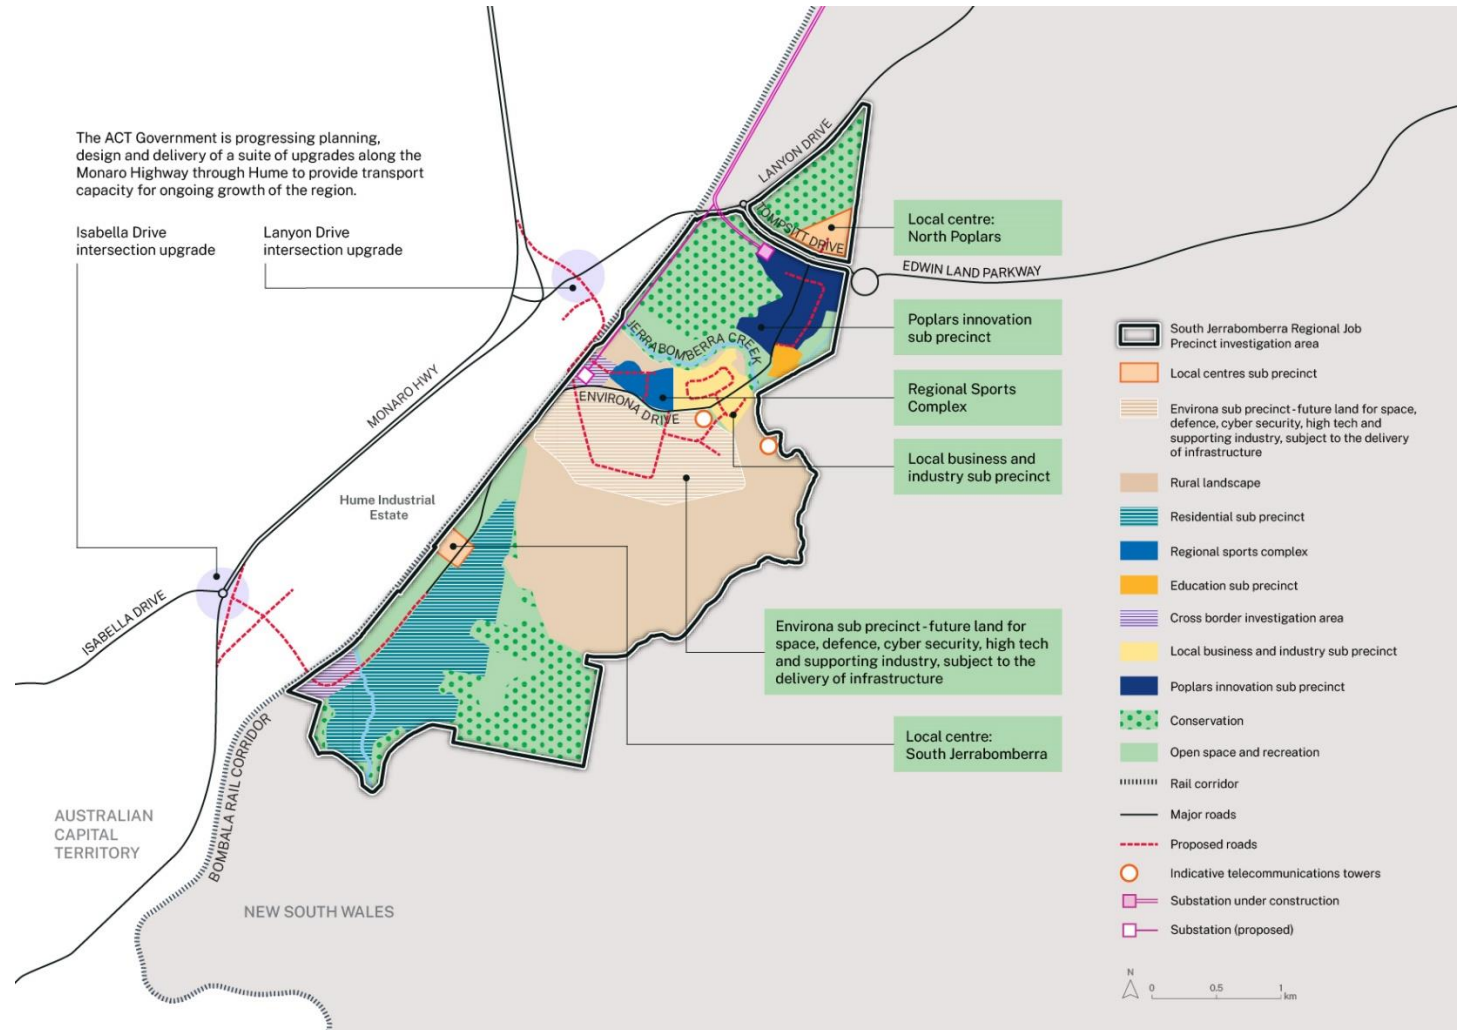 The ACT Government is progressing planning,
design and delivery of a suite of upgrades along the
Monaro Highway through Hume to provide transport
capacity for ongoing growth of the region.
Isabella Drive
intersection upgrade
Lanyon Drive
intersection upgrade
LANYON DRIVE
TOMPSITT DRIVE
EDWIN LAND PARKWAY
Local centre:
North Poplars
Poplars innovation
sub precinct
JERRABOMBERRA CREEK
Regional Sports
Complex
ENVIRONA DRIVE
MONARO HWY
Local business and
industry sub precinct
Hume Industrial
Estate
ISABELLA DRIVE
Environa sub precinct - future land for
space, defence, cyber security, high tech
and supporting industry, subject to the
delivery of infrastructure
Local centre:
South Jerrabomberra
BOMBALA RAIL CORRIDOR
AUSTRALIAN
CAPITAL
TERRITORY
NEW SOUTH WALES
South Jerrabomberra Regional Job
Precinct investigation area
Local centres sub precinct
Environa sub precinct - future land for space,
defence, cyber security, high tech and
supporting industry, subject to the delivery
of infrastructure
Rural landscape
Residential sub precinct
Regional sports complex
Education sub precinct
Cross border investigation area
Local business and industry sub precinct
Poplars innovation sub precinct
Conservation
Open space and recreation
Rail corridor
Major roads
Proposed roads
Indicative telecommunications towers
Substation under construction
Substation (proposed)
N
0 0.5 1
km